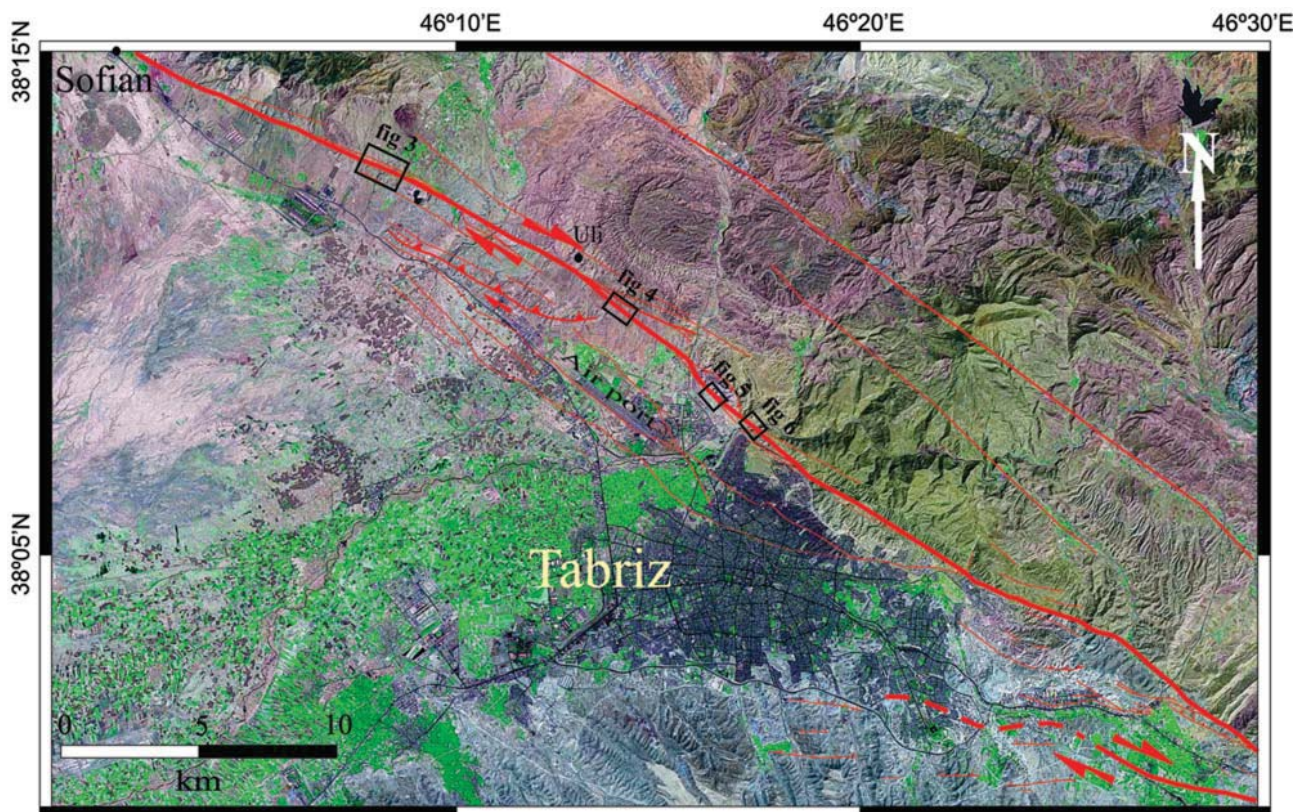 46°10'E
46°20'E
46°30'E
38°15'N
Sofian
fig 3
N
Uli
fig 4
Air port
fig 5
fig 6
38°05'N
Tabriz
0 5 10
km